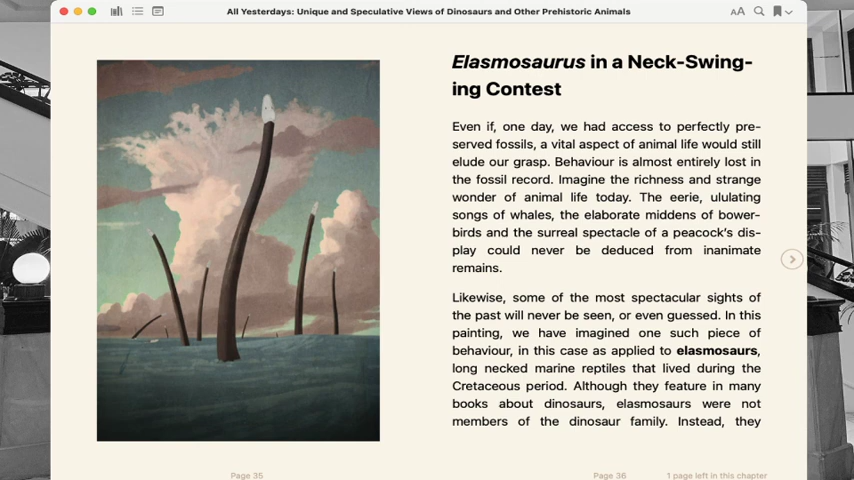 All Yesterdays: Unique and Speculative Views of Dinosaurs and Other Prehistoric Animals
AA
Elasmosaurus in a Neck-Swing-
ing Contest
Even if, one day, we had access to perfectly pre-
served fossils, a vital aspect of animal life would still
elude our grasp. Behaviour is almost entirely lost in
the fossil record. Imagine the richness and strange
wonder of animal life today. The eerie, ululating
songs of whales, the elaborate middens of bower-
birds and the surreal spectacle of a peacock's dis-
play could never be deduced from inanimate
remains.
Likewise, some of the most spectacular sights of
the past will never be seen, or even guessed. In this
painting, we have imagined one such piece of
behaviour, in this case as applied to elasmosaurs,
long necked marine reptiles that lived during the
Cretaceous period. Although they feature in many
books about dinosaurs, elasmosaurs were not
members of the dinosaur family. Instead, they
Page 35
Page 36
1 page left in this chapter